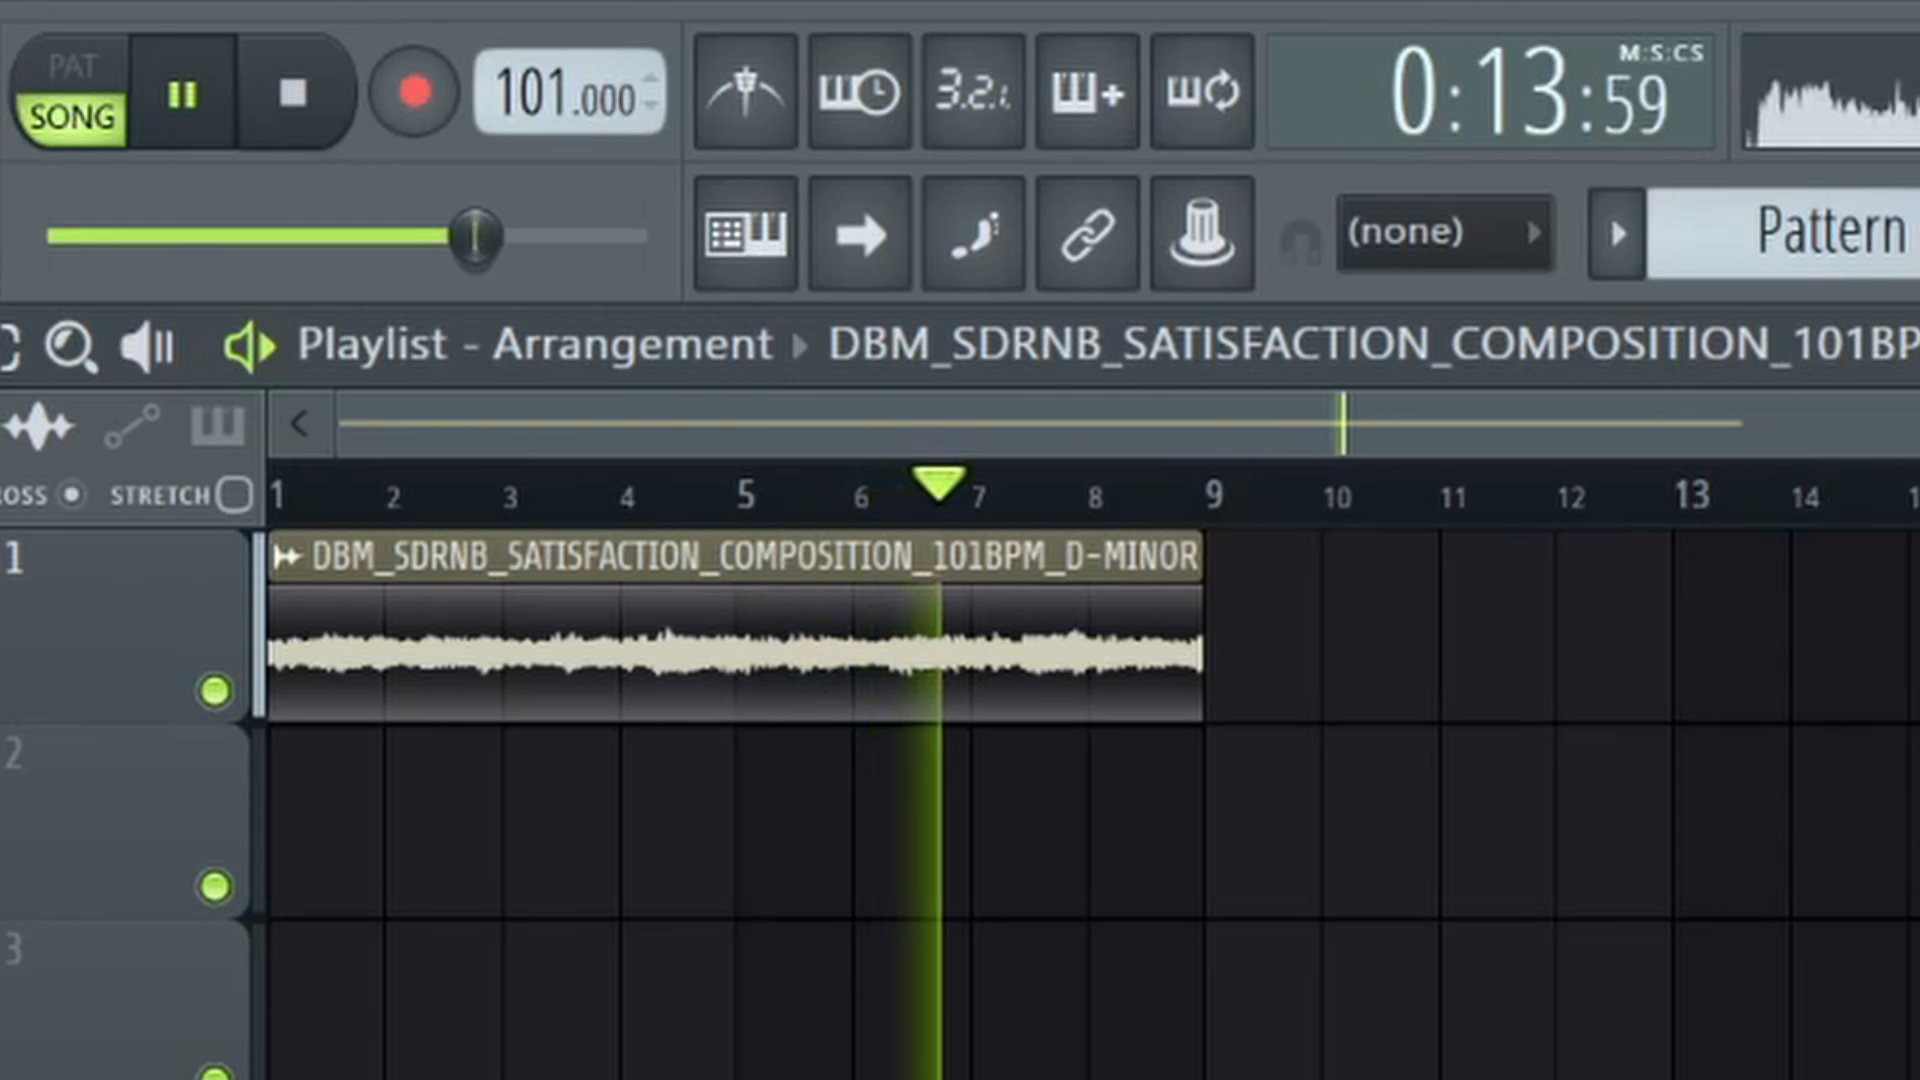 PAT
SONG
101.000
3.2.1.
M:S:CS
0:13:59
(none)
Pattern
Playlist - Arrangement
DBM_SDRNB_SATISFACTION_COMPOSITION_101BP
OSS
STRETCH
1 2 3 4 5 6 7 8 9 10 11 12 13 14 1
1
DBM_SDRNB_SATISFACTION_COMPOSITION_101BPM_D-MINOR
2
3